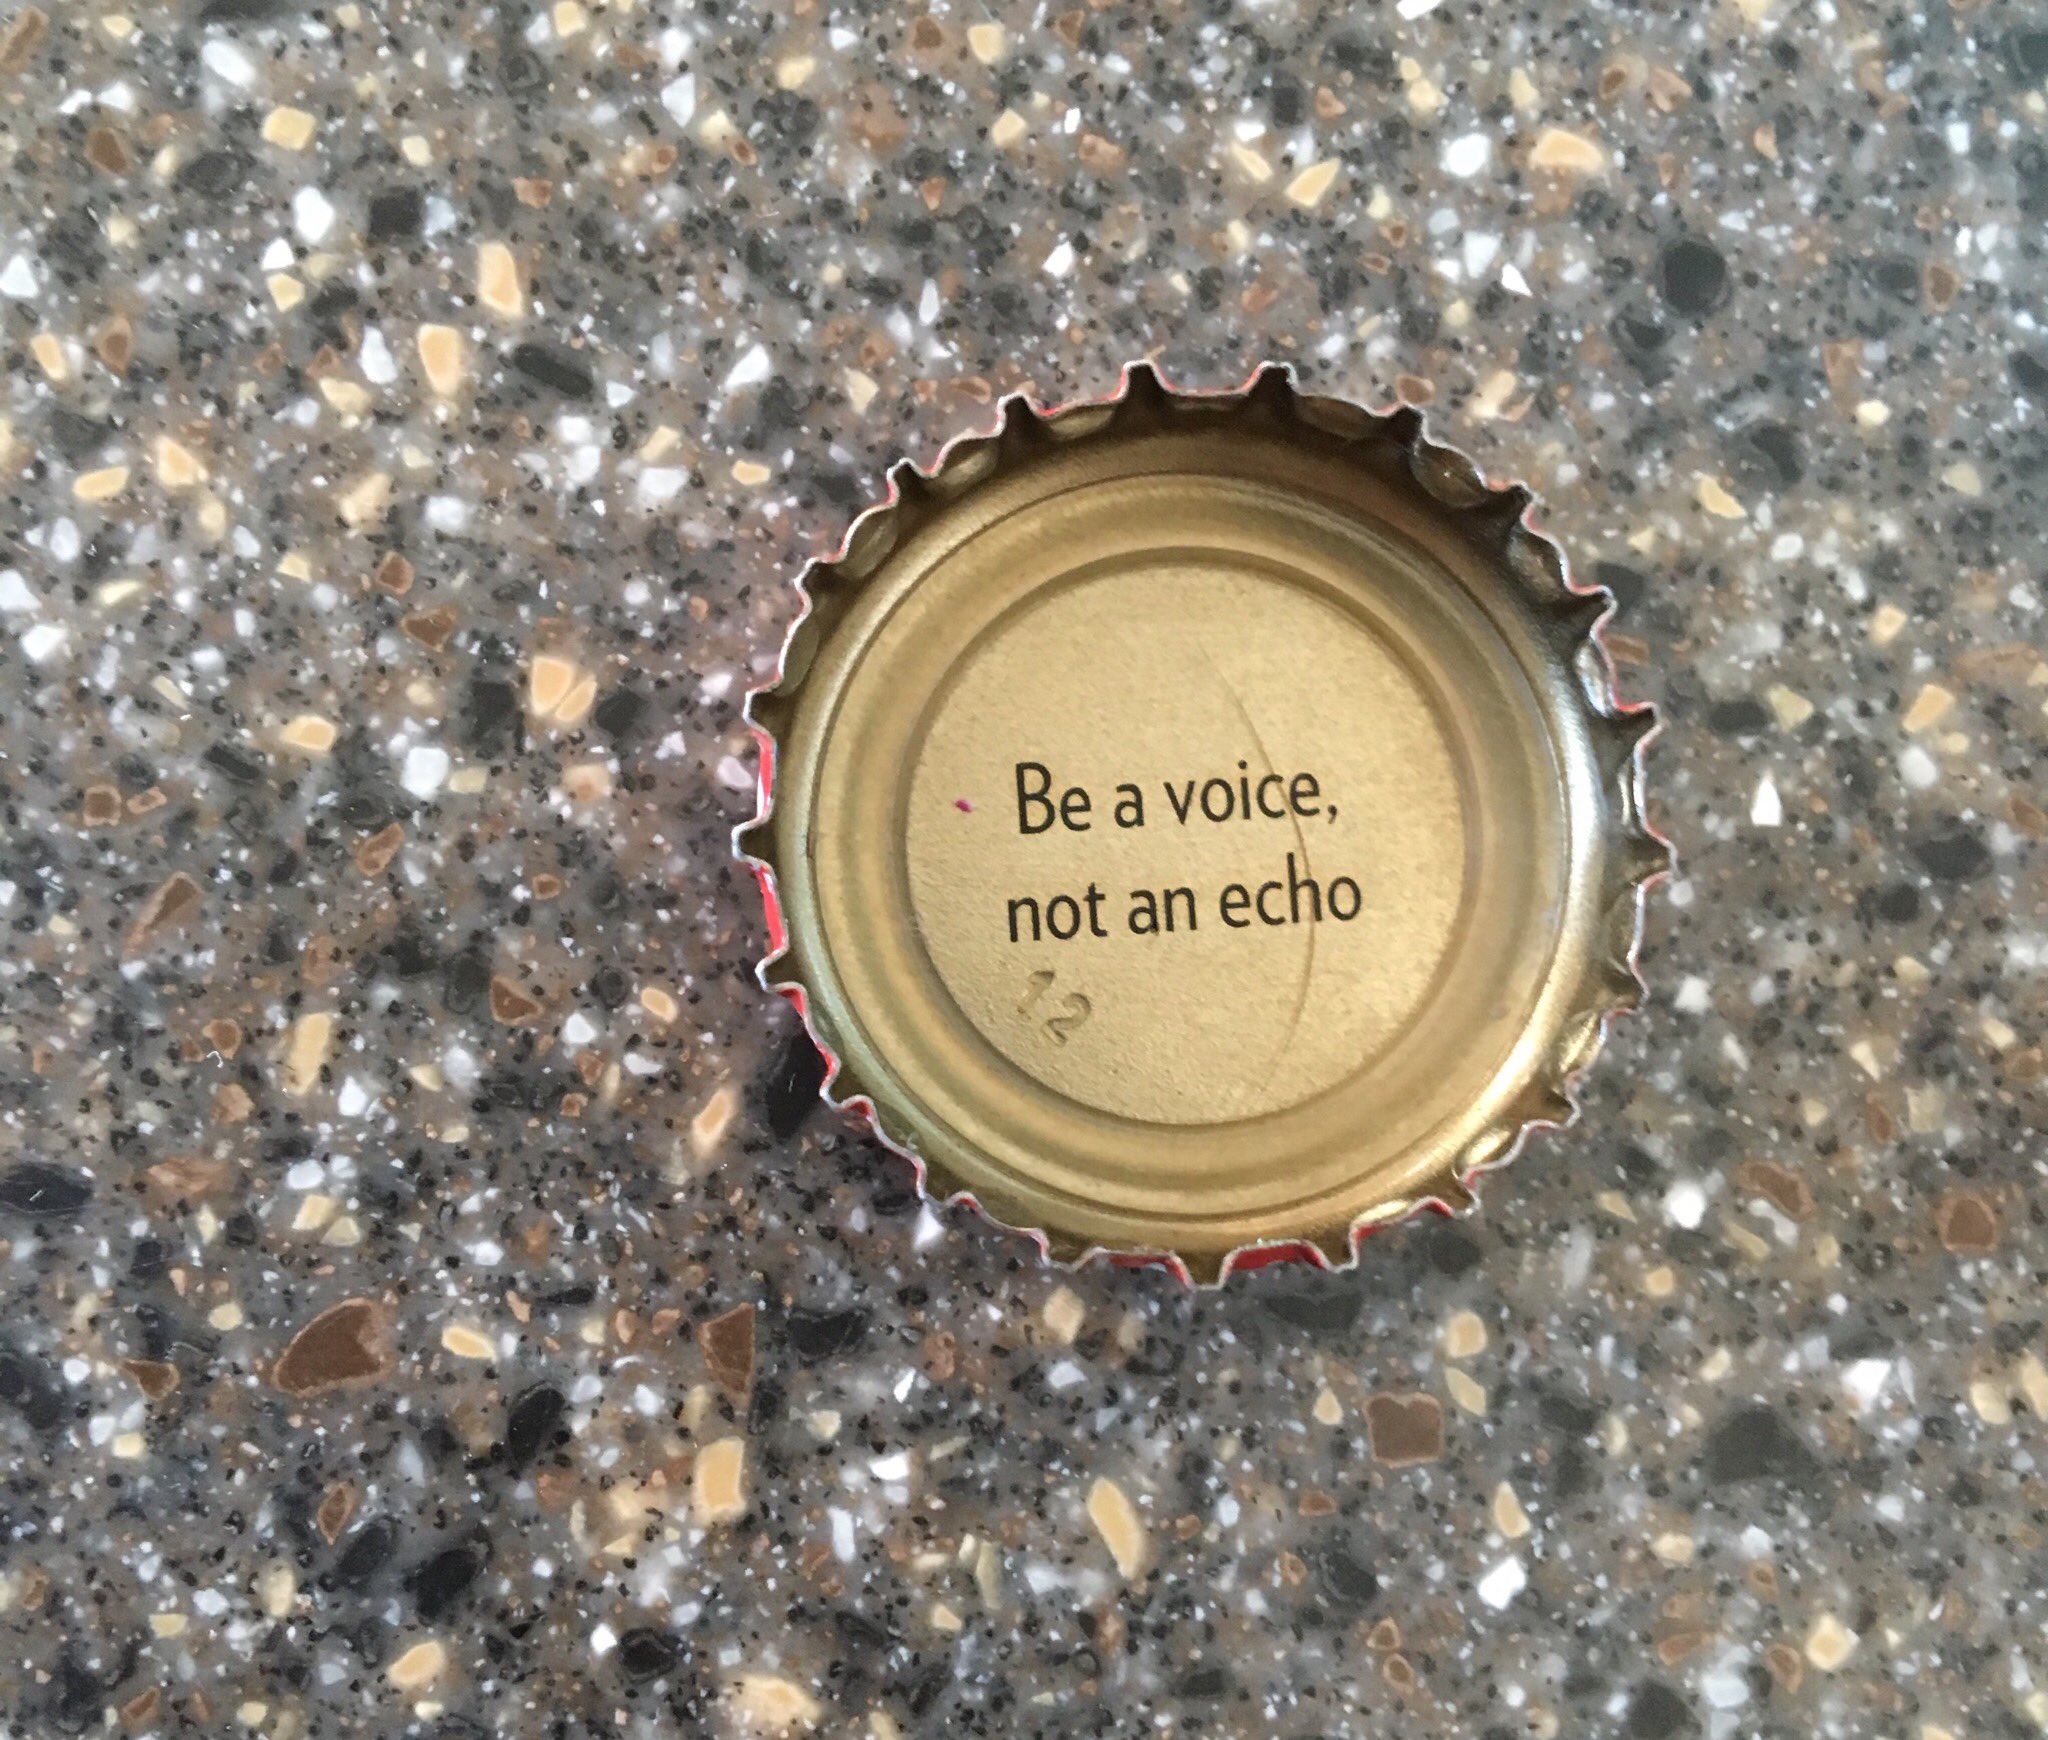 Be a voice,
not an echo
12